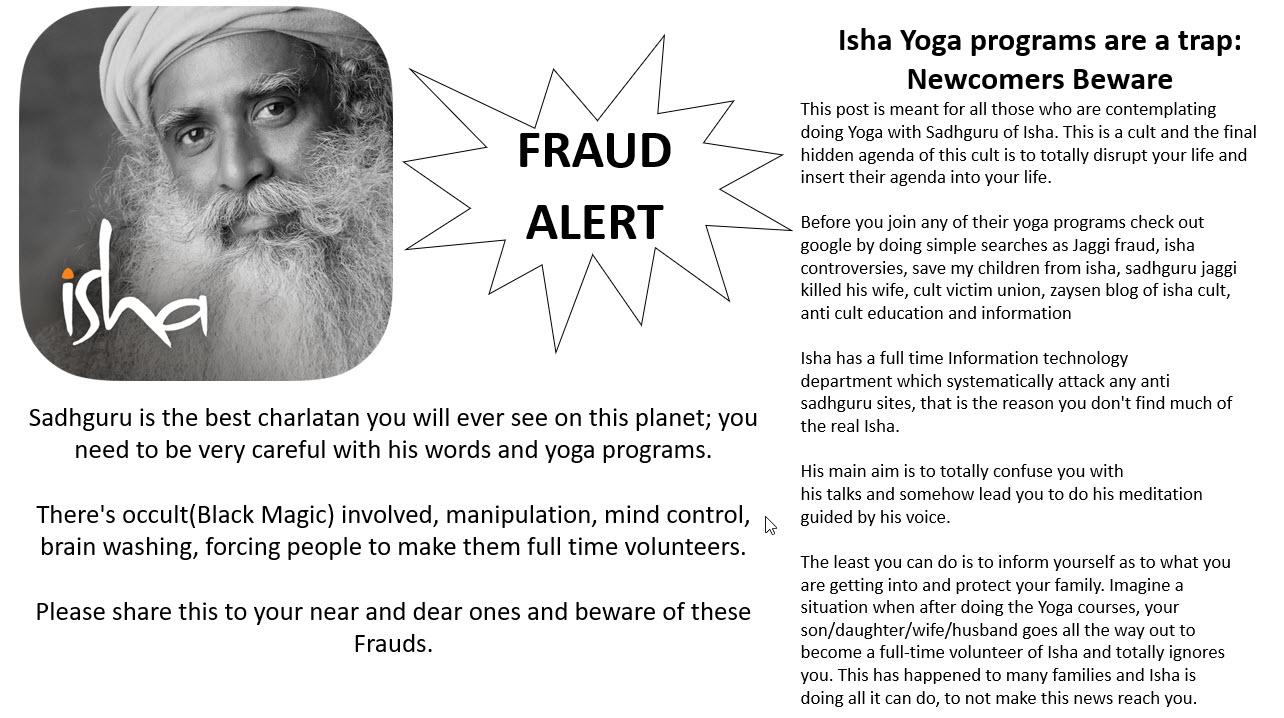 isha
FRAUD
ALERT
Sadhguru is the best charlatan you will ever see on this planet; you
need to be very careful with his words and yoga programs.
There's occult(Black Magic) involved, manipulation, mind control,
brain washing, forcing people to make them full time volunteers.
Please share this to your near and dear ones and beware of these
Frauds.
Isha Yoga programs are a trap:
Newcomers Beware
This post is meant for all those who are contemplating
doing Yoga with Sadhguru of Isha. This is a cult and the final
hidden agenda of this cult is to totally disrupt your life and
insert their agenda into your life.
Before you join any of their yoga programs check out
google by doing simple searches as Jaggi fraud, isha
controversies, save my children from isha, sadhguru jaggi
killed his wife, cult victim union, zaysen blog of isha cult,
anti cult education and information
Isha has a full time Information technology
department which systematically attack any anti
sadhguru sites, that is the reason you don't find much of
the real Isha.
His main aim is to totally confuse you with
his talks and somehow lead you to do his meditation
guided by his voice.
The least you can do is to inform yourself as to what you
are getting into and protect your family. Imagine a
situation when after doing the Yoga courses, your
son/daughter/wife/husband goes all the way out to
become a full-time volunteer of Isha and totally ignores
you. This has happened to many families and Isha is
doing all it can do, to not make this news reach you.